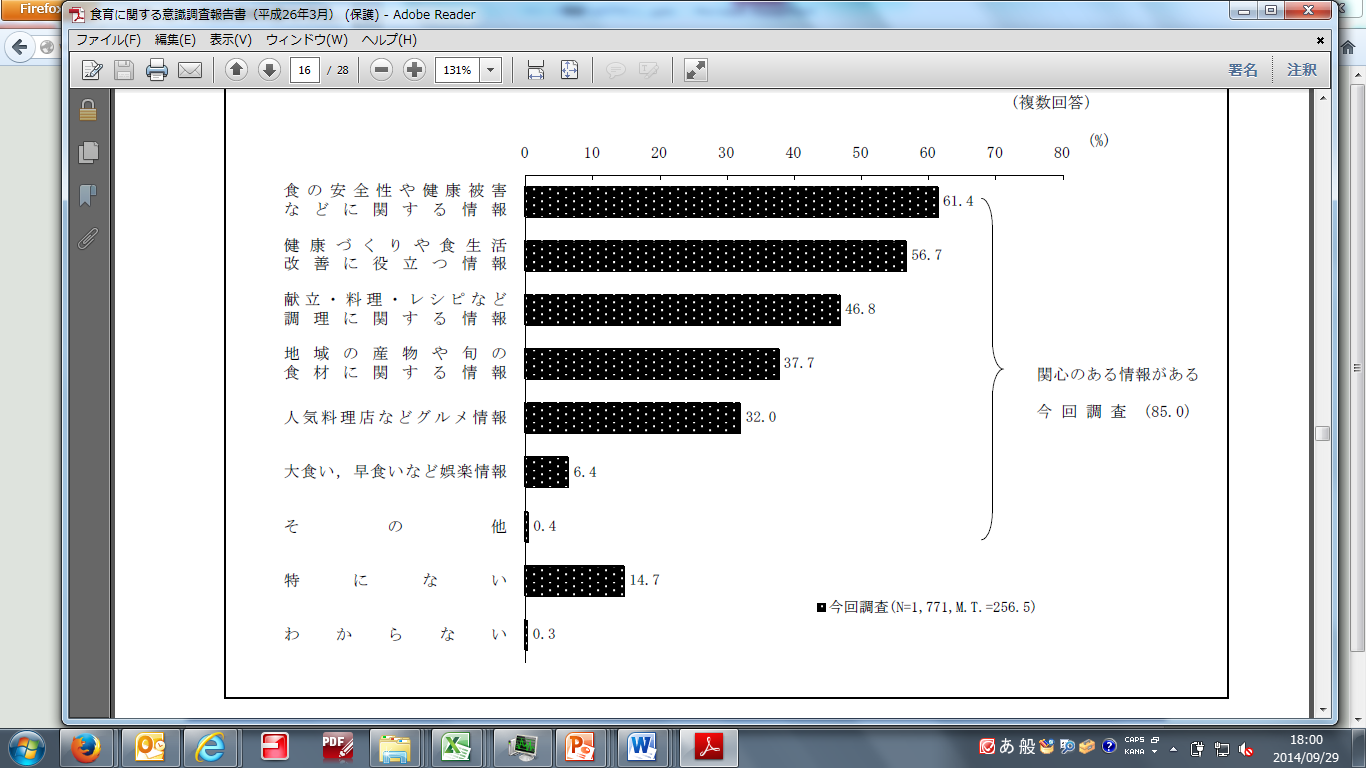 Firefox
食育に関する意識調査報告書（平成26年3月） (保護) - Adobe Reader
ファイル(F) 編集(E) 表示(V) ウィンドウ(W) ヘルプ(H)
16 / 28 131% 署名 注釈
（複数回答）
(%)
0 10 20 30 40 50 60 70 80
食の安全性や健康被害
などに関する情報
61.4
健康づくりや食生活
改善に役立つ情報
56.7
献立・料理・レシピなど
調理に関する情報
46.8
地域の産物や旬の
食材に関する情報
37.7
人気料理店などグルメ情報
32.0
大食い，早食いなど娯楽情報
6.4
その他
0.4
特にない
14.7
わからない
0.3
関心のある情報がある
今回調査 (85.0)
今回調査(N=1,771,M.T.=256.5)
PDF
あ 般
CAPS
KANA
18:00
2014/09/29